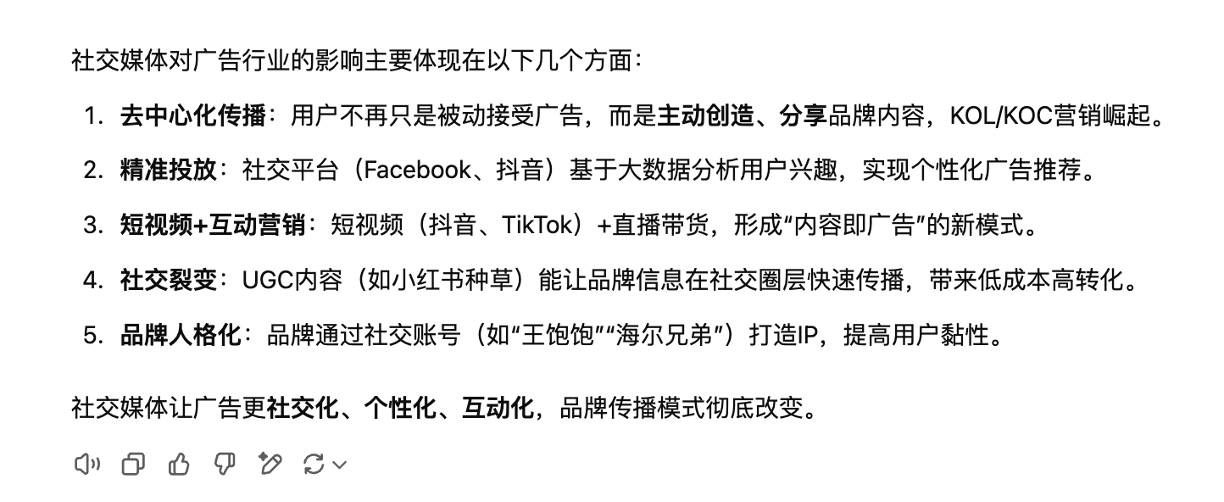 社交媒体对广告行业的影响主要体现在以下几个方面：
1. 去中心化传播：用户不再只是被动接受广告，而是主动创造、分享品牌内容，KOL/KOC营销崛起。
2. 精准投放：社交平台（Facebook、抖音）基于大数据分析用户兴趣，实现个性化广告推荐。
3. 短视频+互动营销：短视频（抖音、TikTok）+直播带货，形成“内容即广告”的新模式。
4. 社交裂变：UGC内容（如小红书种草）能让品牌信息在社交圈层快速传播，带来低成本高转化。
5. 品牌人格化：品牌通过社交账号（如“王饱饱”“海尔兄弟”）打造IP，提高用户黏性。
社交媒体让广告更社交化、个性化、互动化，品牌传播模式彻底改变。